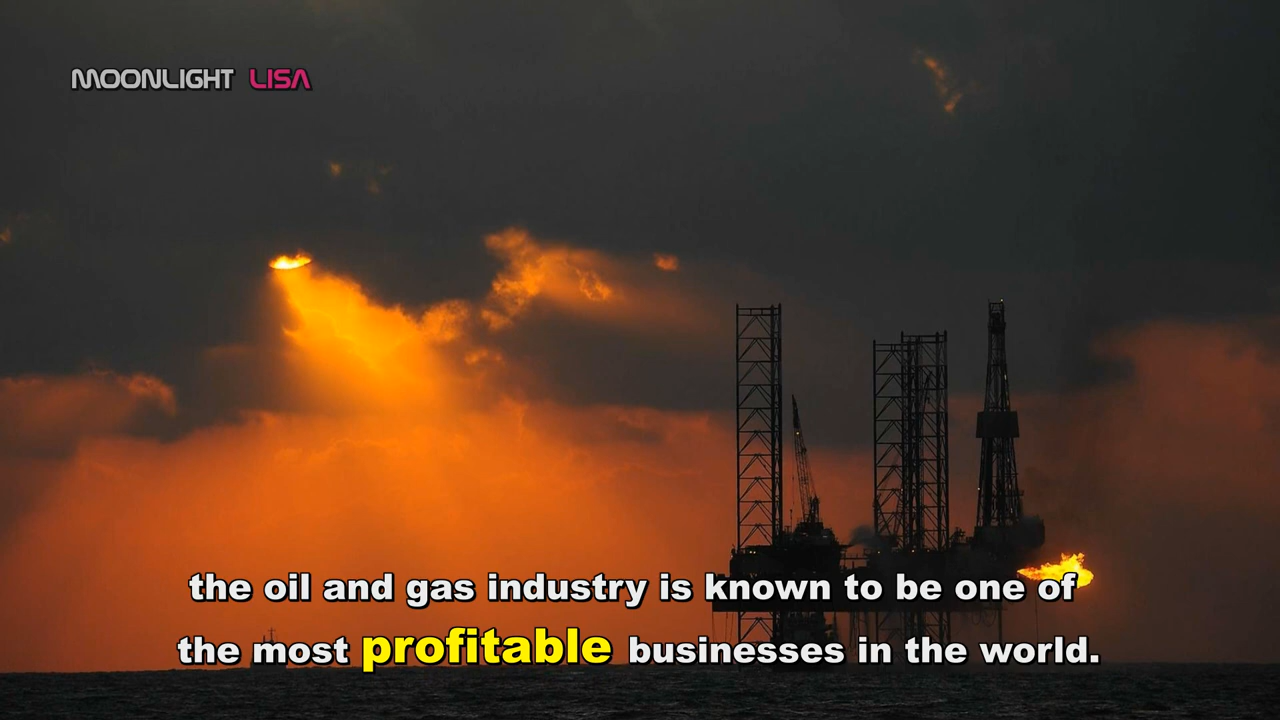 MOONLIGHT LISA
the oil and gas industry is known to be one of
the most profitable businesses in the world.